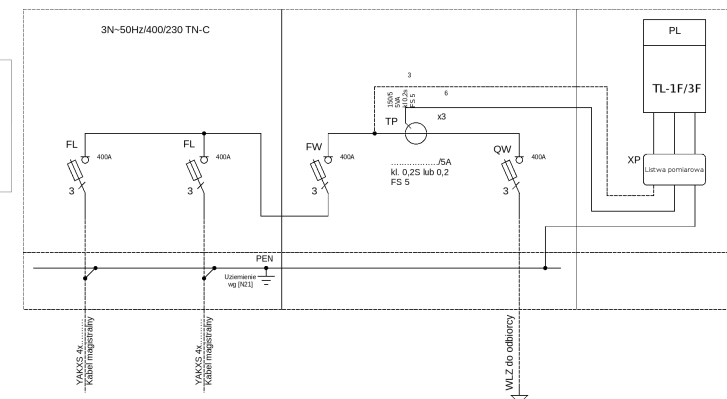 3N~50Hz/400/230 TN-C
PL
TL-1F/3F
3
6
150/5
5VA
kl 0,2s
FS 5
x3
TP
FL
400A
3
FL
400A
3
FW
400A
3
QW
400A
3
................../5A
kl. 0,2S lub 0,2
FS 5
XP
Listwa pomiarowa
PEN
Uziemienie
wg [N21]
YAKXS 4x.........
Kabel magistralny
YAKXS 4x.........
Kabel magistralny
WLZ do odbiorcy